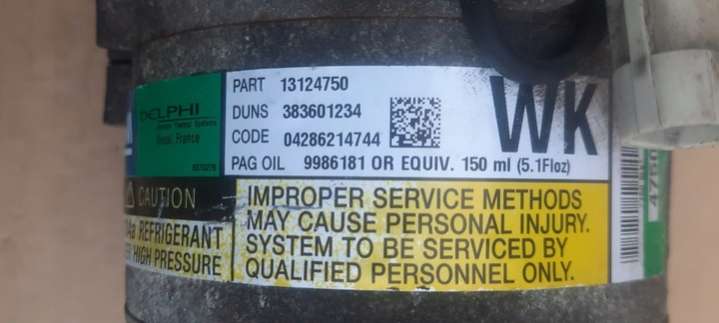 DELPHI
France
PART 13124750
DUNS 383601234
CODE 04286214744
PAG OIL 9986181 OR EQUIV. 150 ml (5.1Floz)
WK
CAUTION
REFRIGERANT
HIGH PRESSURE
IMPROPER SERVICE METHODS
MAY CAUSE PERSONAL INJURY.
SYSTEM TO BE SERVICED BY
QUALIFIED PERSONNEL ONLY.